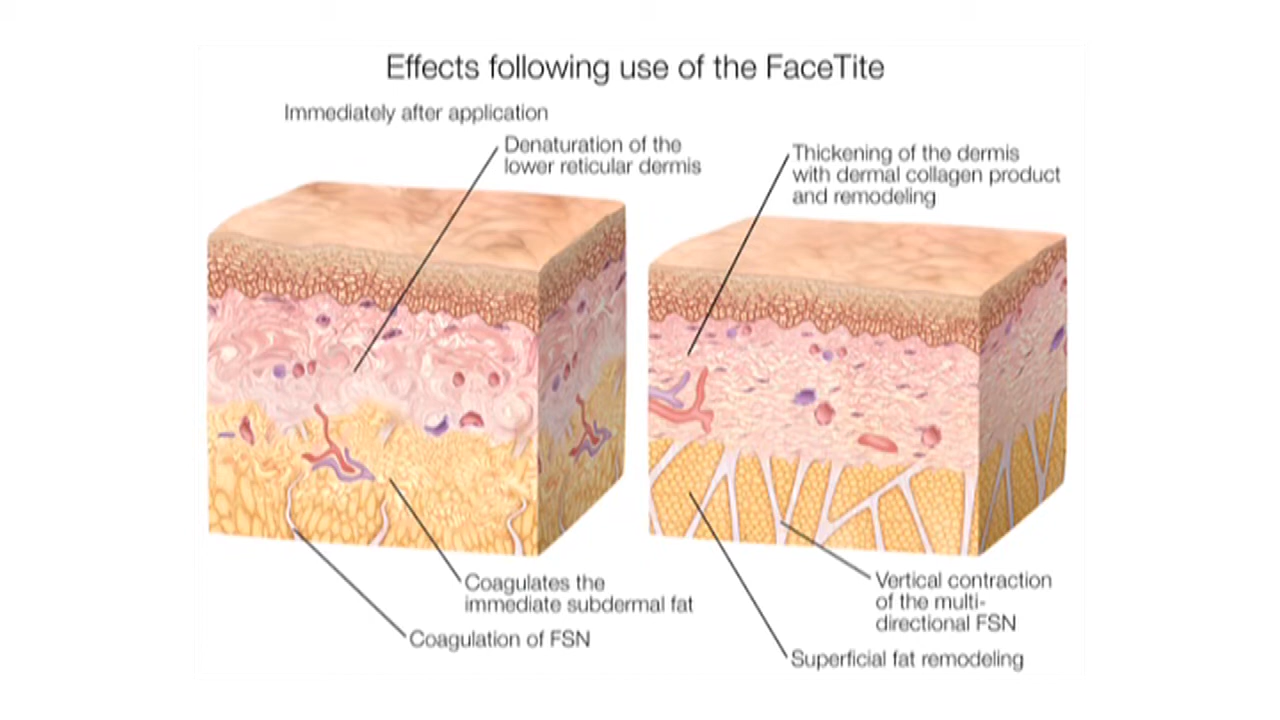 Effects following use of the FaceTite
Immediately after application
Denaturation of the
lower reticular dermis
Thickening of the dermis
with dermal collagen product
and remodeling
Coagulates the
immediate subdermal fat
Coagulation of FSN
Vertical contraction
of the multi-
directional FSN
Superficial fat remodeling